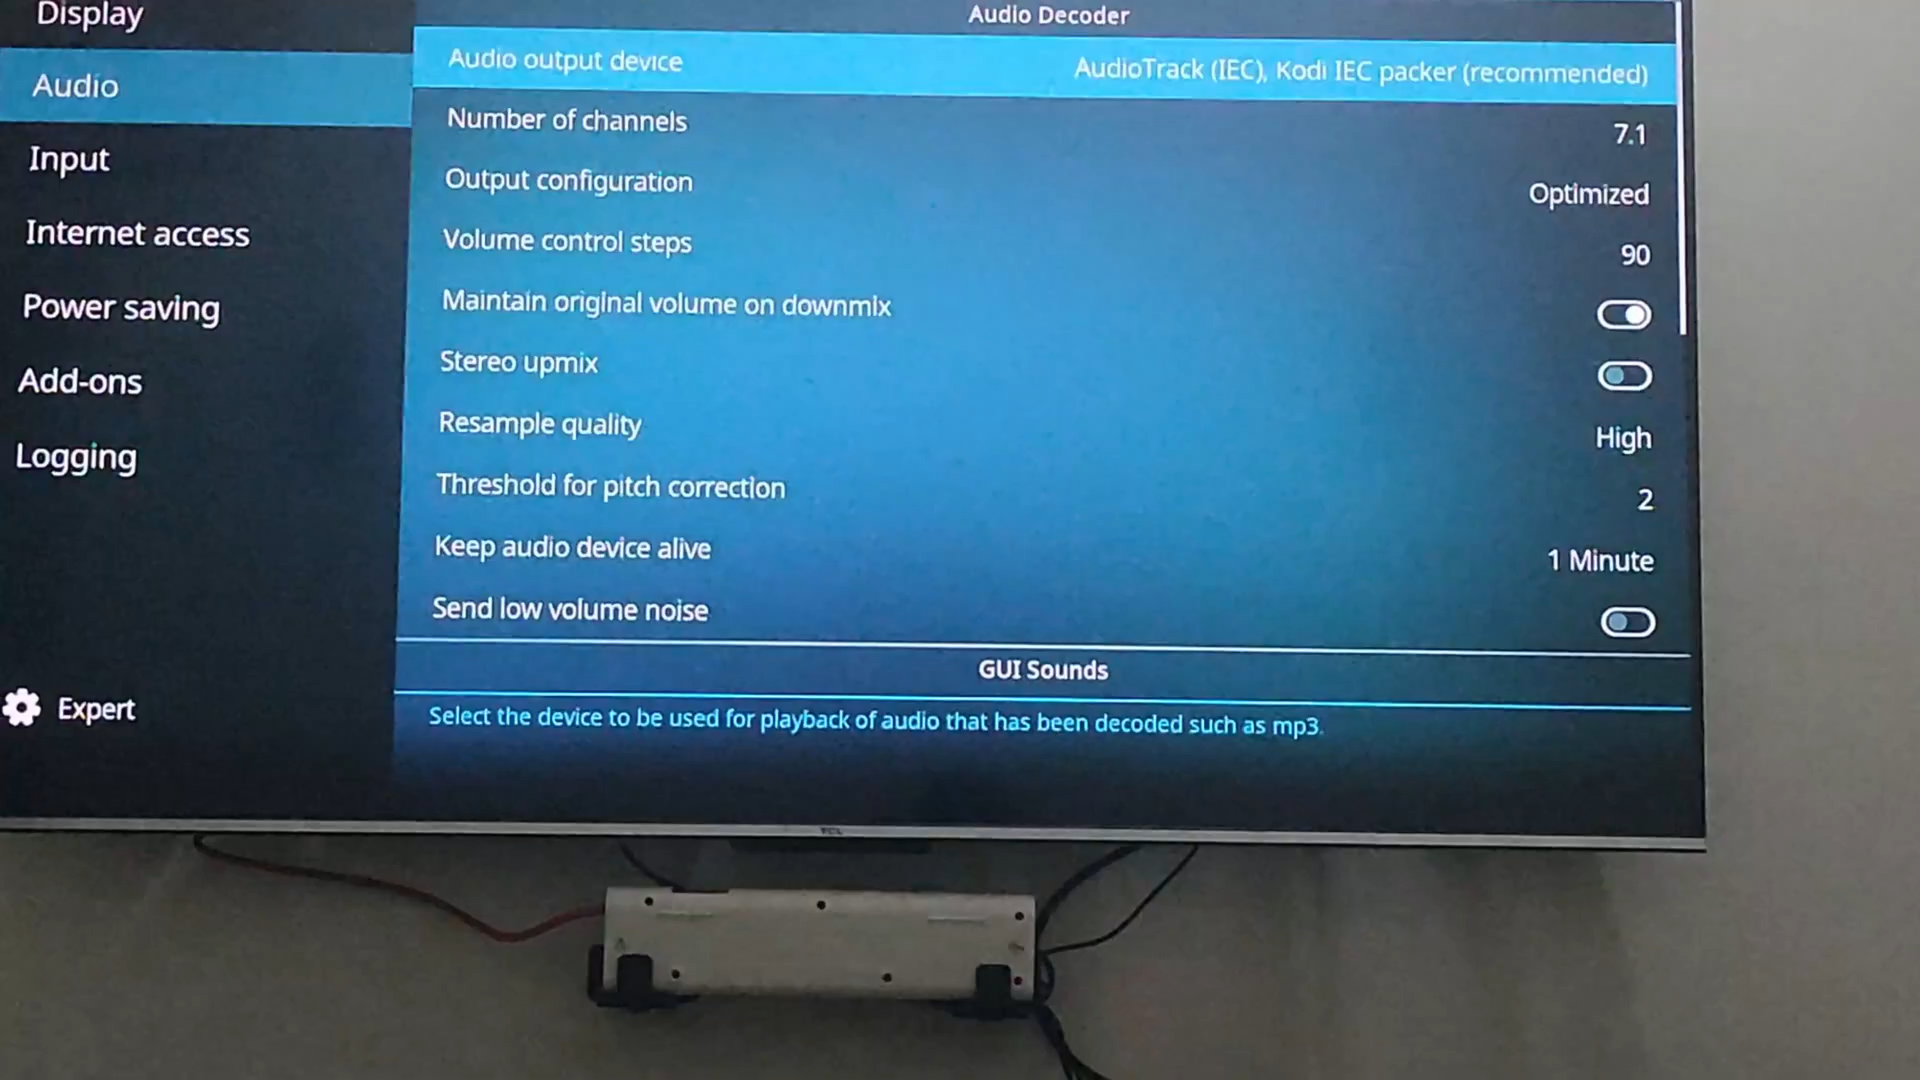 Display
Audio
Input
Internet access
Power saving
Add-ons
Logging
Expert
Audio Decoder
Audio output device AudioTrack (IEC), Kodi IEC packer (recommended)
Number of channels 7.1
Output configuration Optimized
Volume control steps 90
Maintain original volume on downmix
Stereo upmix
Resample quality High
Threshold for pitch correction 2
Keep audio device alive 1 Minute
Send low volume noise
GUI Sounds
Select the device to be used for playback of audio that has been decoded such as mp3.
TCL